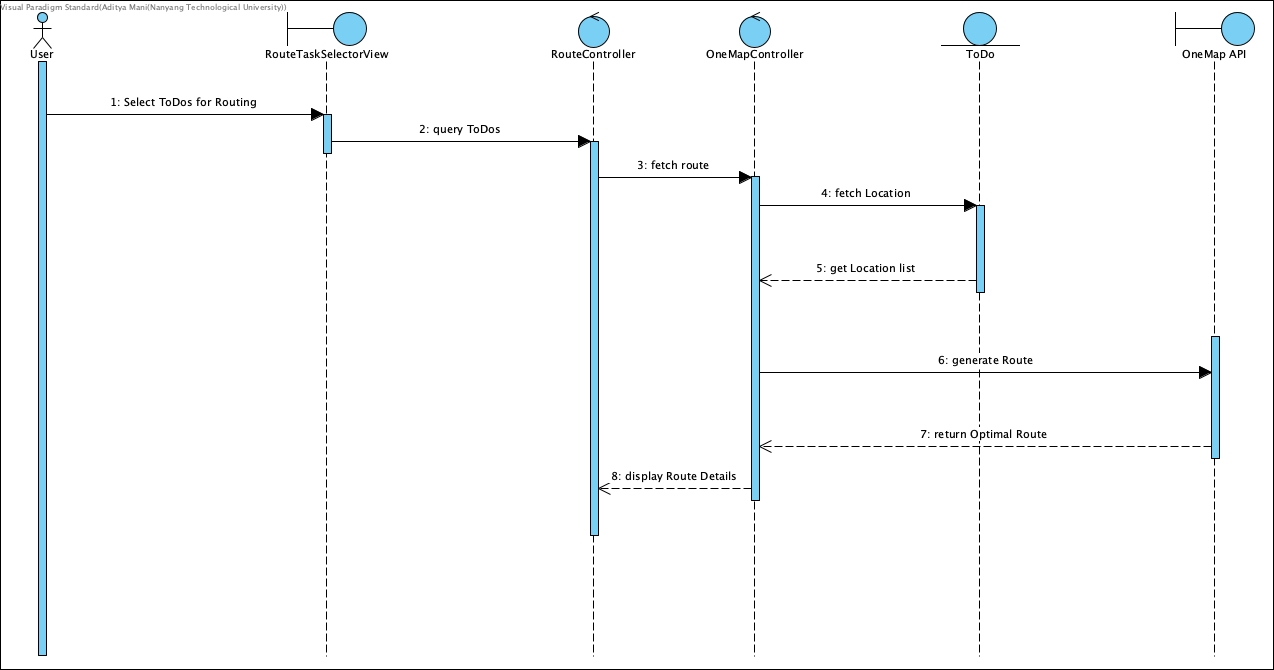 Visual Paradigm Standard(Aditya Mani(Nanyang Technological University))
User
RouteTaskSelectorView
RouteController
OneMapController
ToDo
OneMap API
1: Select ToDos for Routing
2: query ToDos
3: fetch route
4: fetch Location
5: get Location list
6: generate Route
7: return Optimal Route
8: display Route Details